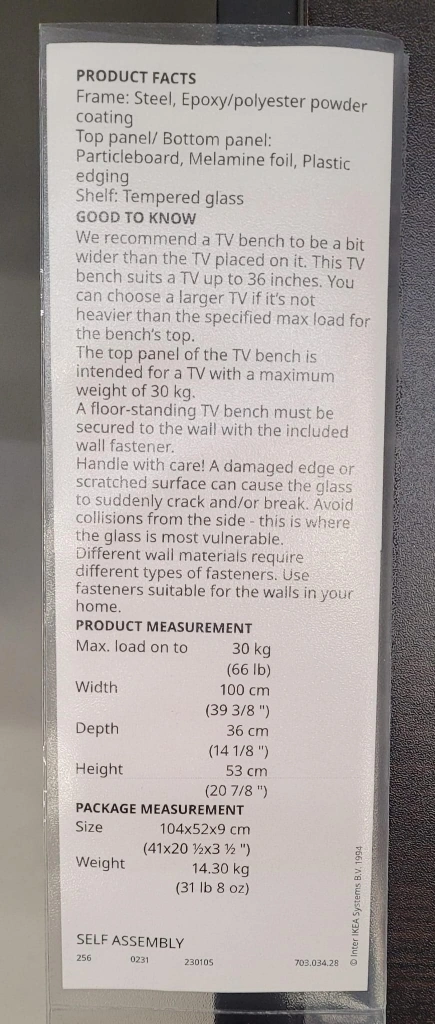 PRODUCT FACTS
Frame: Steel, Epoxy/polyester powder
coating
Top panel/ Bottom panel:
Particleboard, Melamine foil, Plastic
edging
Shelf: Tempered glass
GOOD TO KNOW
We recommend a TV bench to be a bit
wider than the TV placed on it. This TV
bench suits a TV up to 36 inches. You
can choose a larger TV if it's not
heavier than the specified max load for
the bench's top.
The top panel of the TV bench is
intended for a TV with a maximum
weight of 30 kg.
A floor-standing TV bench must be
secured to the wall with the included
wall fastener.
Handle with care! A damaged edge or
scratched surface can cause the glass
to suddenly crack and/or break. Avoid
collisions from the side - this is where
the glass is most vulnerable.
Different wall materials require
different types of fasteners. Use
fasteners suitable for the walls in your
home.
PRODUCT MEASUREMENT
Max. load on to 30 kg
(66 lb)
Width 100 cm
(39 3/8 ")
Depth 36 cm
(14 1/8 ")
Height 53 cm
(20 7/8 ")
PACKAGE MEASUREMENT
Size 104x52x9 cm
(41x20 ½x3 ½ ")
Weight 14.30 kg
(31 lb 8 oz)
SELF ASSEMBLY
256 0231 230105 703.034.28
© Inter IKEA Systems B.V. 1994